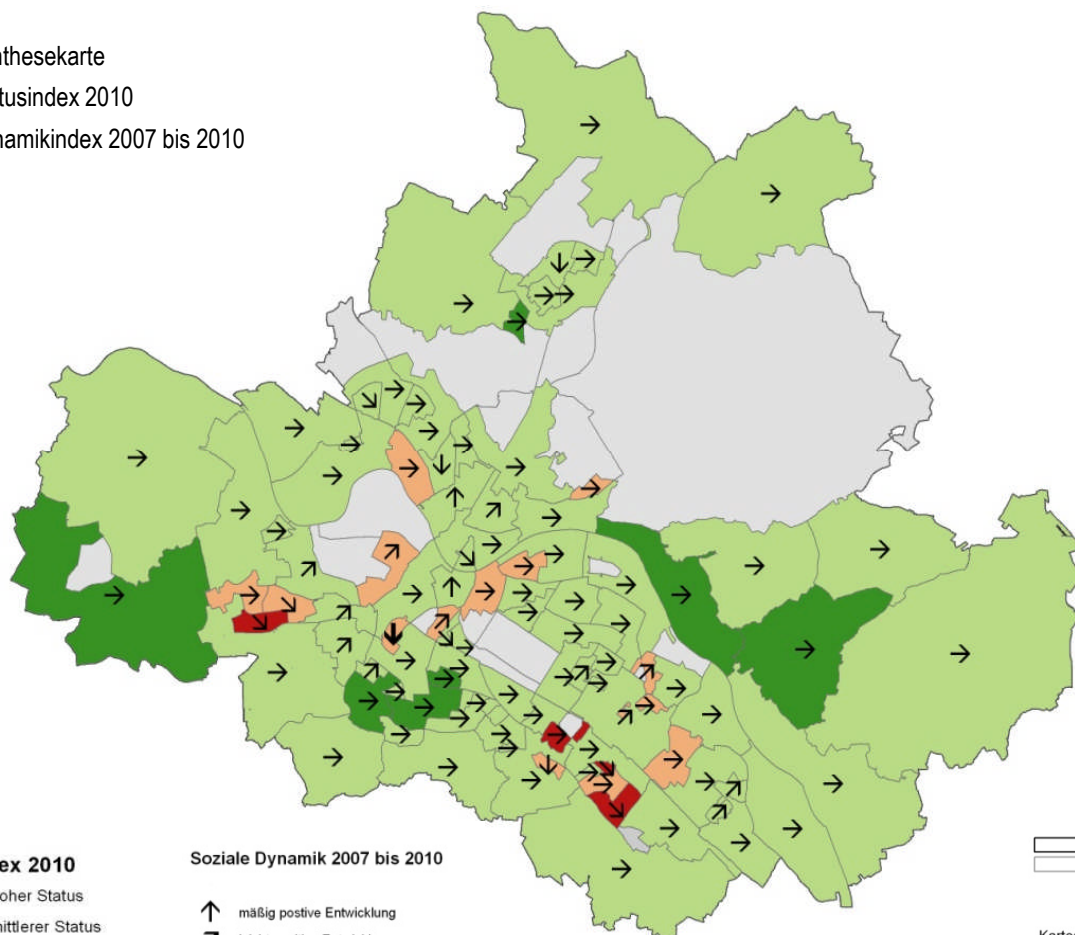 nthesekarte
tusindex 2010
namikindex 2007 bis 2010
ex 2010
Soziale Dynamik 2007 bis 2010
oher Status
mäßig postive Entwicklung
nittlerer Status
Karte